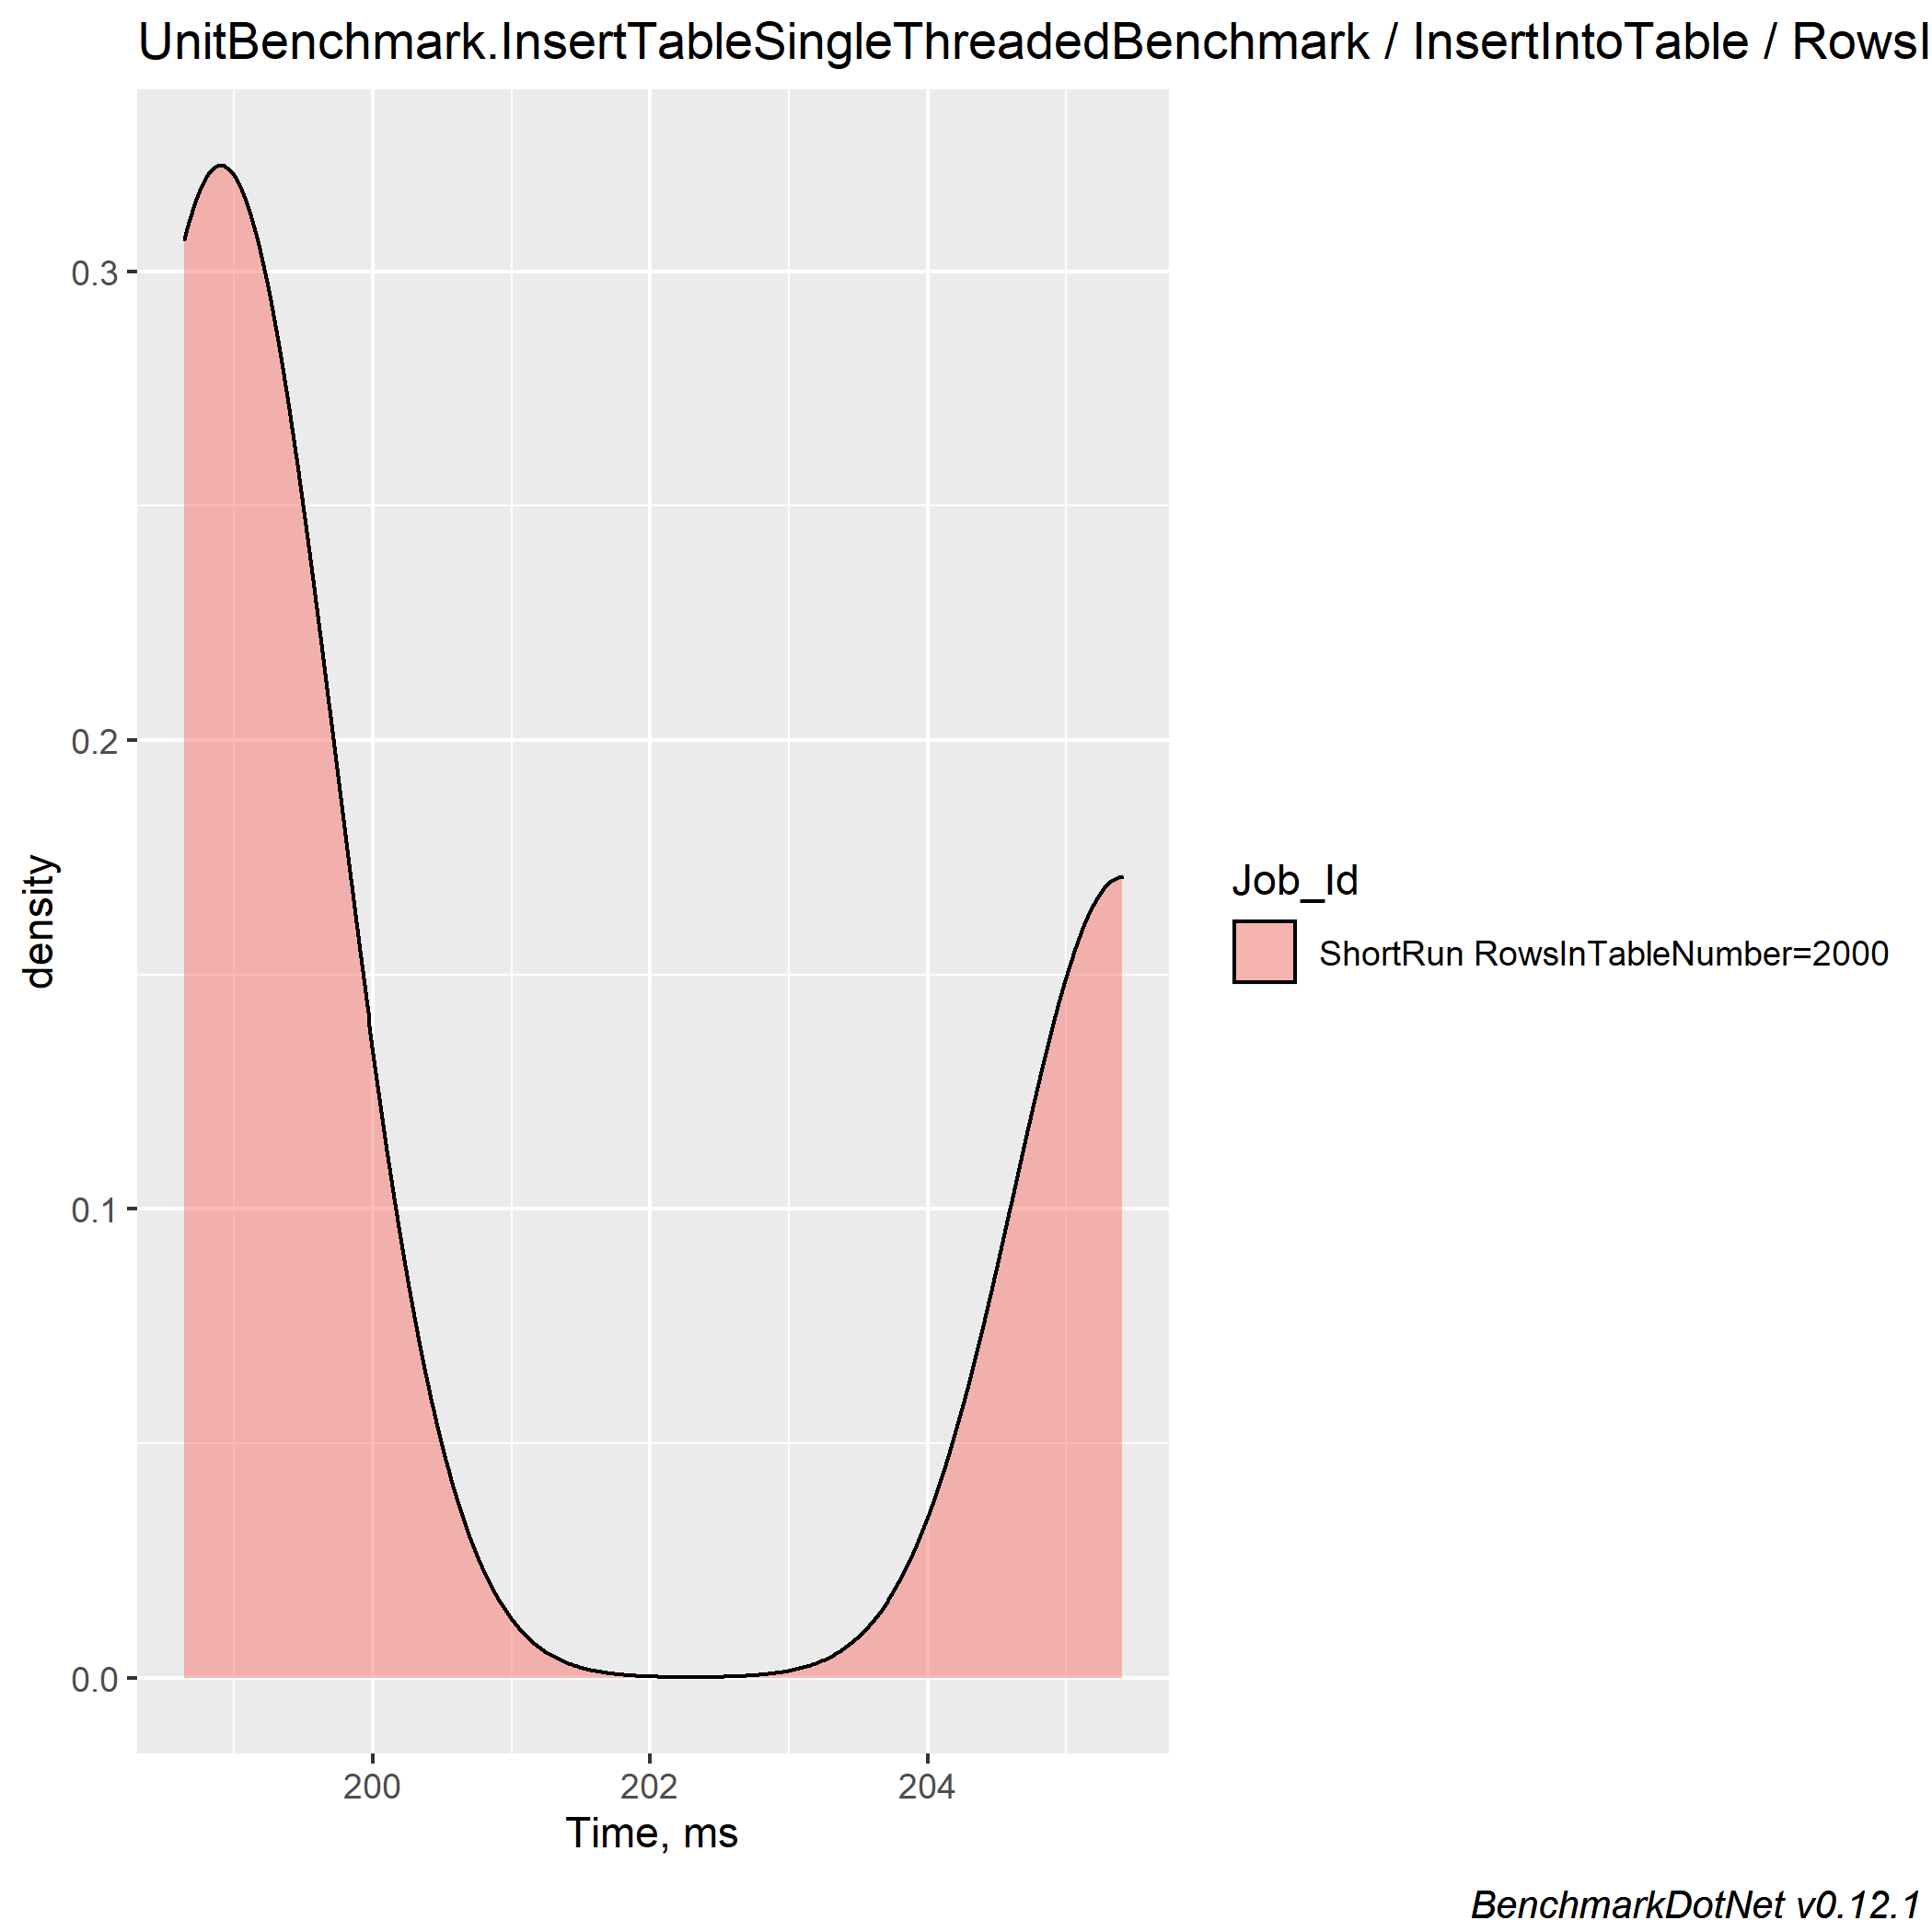 UnitBenchmark.InsertTableSingleThreadedBenchmark / InsertIntoTable / RowsI
0.3
0.2
0.1
0.0
density
200 202 204
Time, ms
Job_Id
ShortRun RowsInTableNumber=2000
BenchmarkDotNet v0.12.1